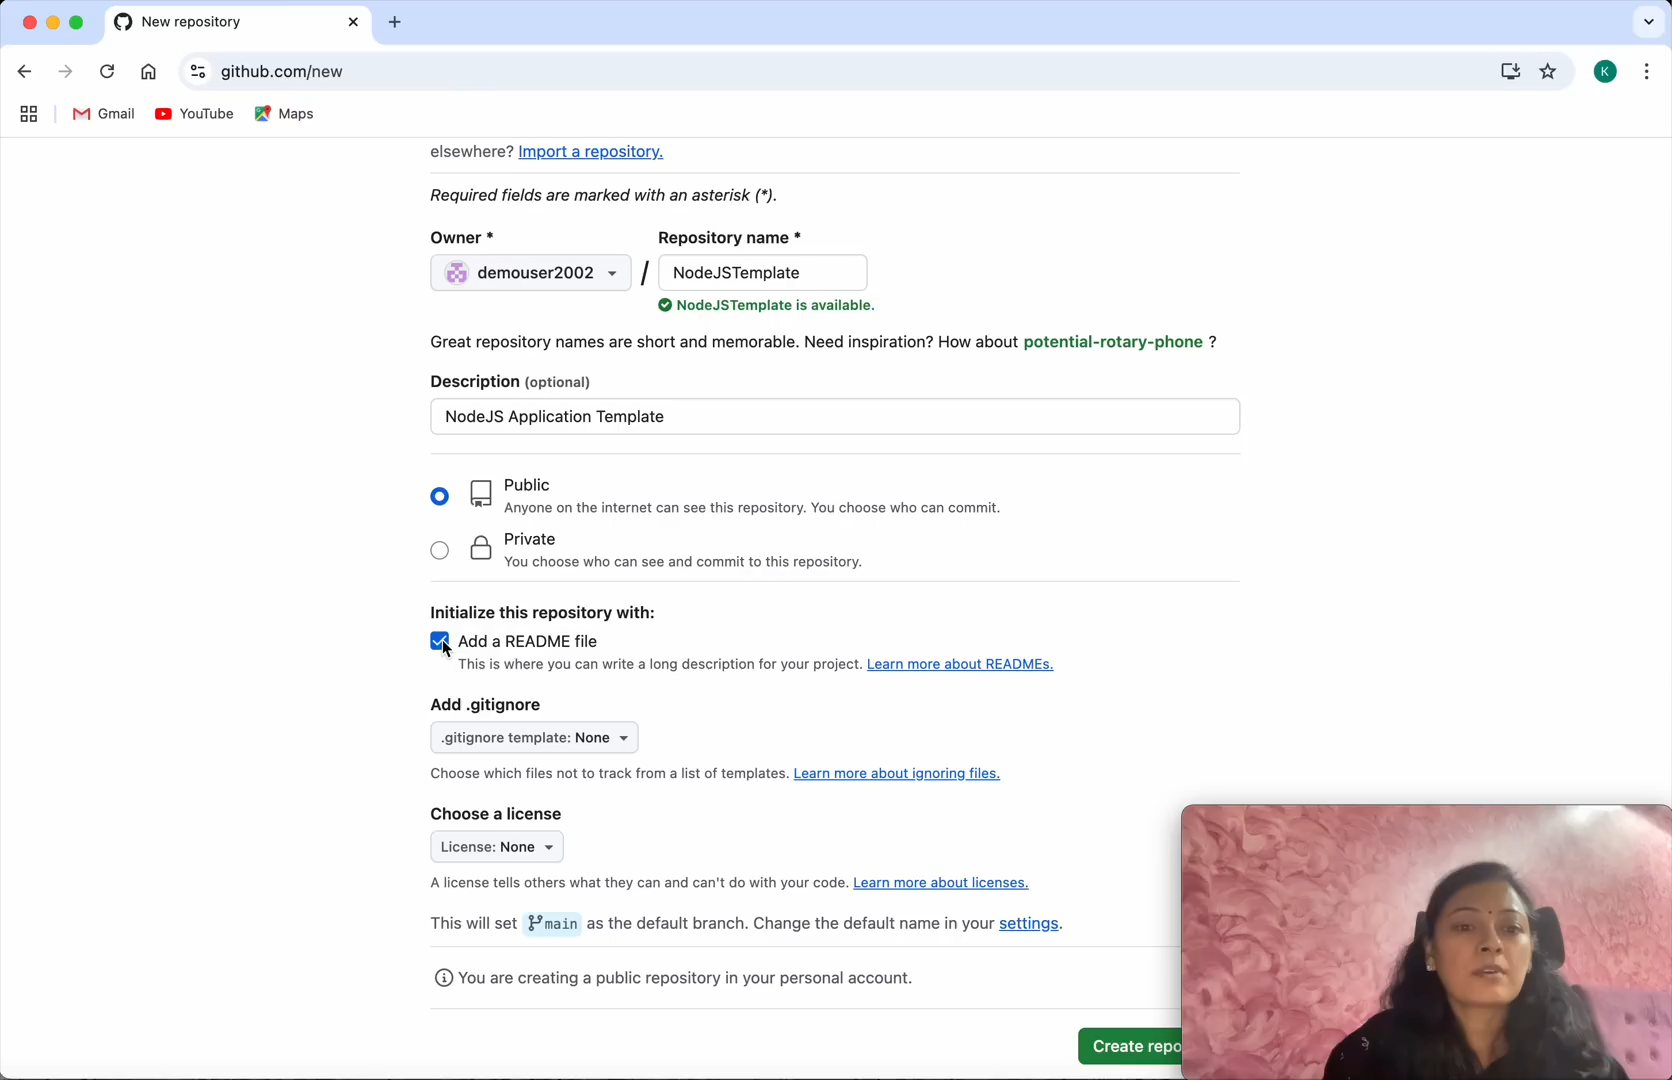 New repository
github.com/new
K
Gmail
YouTube
Maps
elsewhere? Import a repository.
Required fields are marked with an asterisk (*).
Owner *
Repository name *
demouser2002
/
NodeJSTemplate
NodeJSTemplate is available.
Great repository names are short and memorable. Need inspiration? How about potential-rotary-phone ?
Description (optional)
NodeJS Application Template
Public
Anyone on the internet can see this repository. You choose who can commit.
Private
You choose who can see and commit to this repository.
Initialize this repository with:
Add a README file
This is where you can write a long description for your project. Learn more about READMEs.
Add .gitignore
.gitignore template: None
Choose which files not to track from a list of templates. Learn more about ignoring files.
Choose a license
License: None
A license tells others what they can and can't do with your code. Learn more about licenses.
This will set main as the default branch. Change the default name in your settings.
You are creating a public repository in your personal account.
Create repo